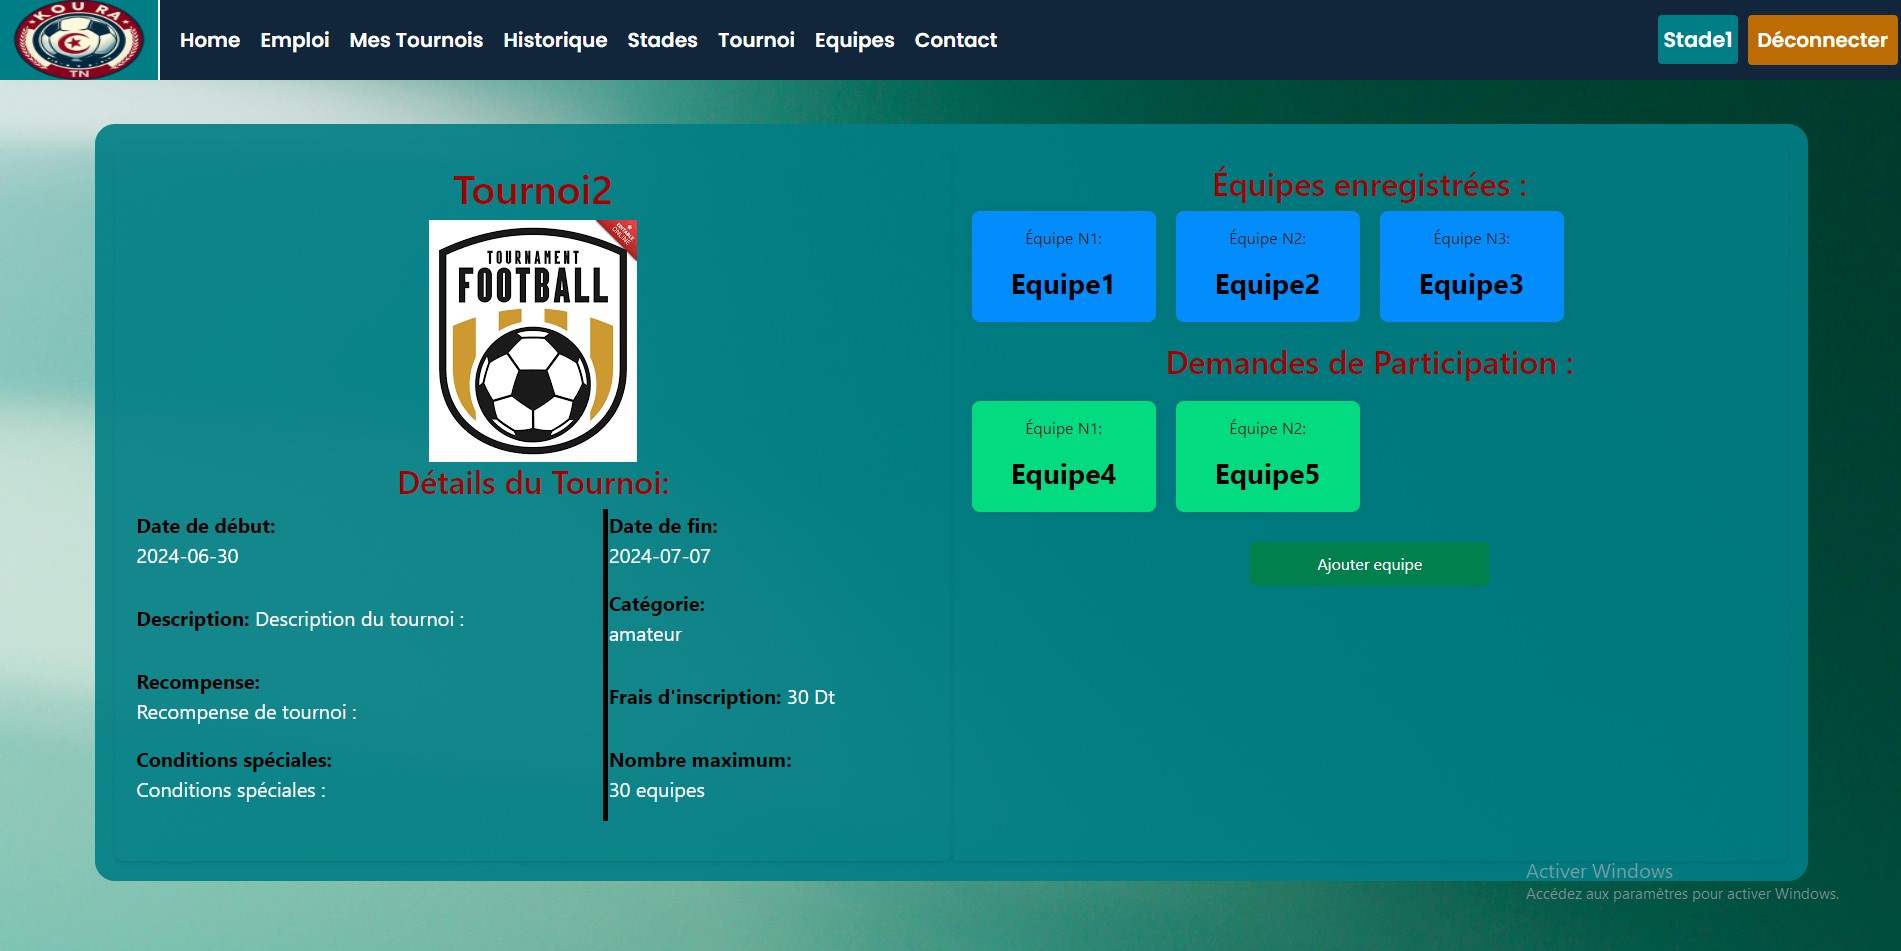 KOURA
TN
Home
Emploi
Mes Tournois
Historique
Stades
Tournoi
Equipes
Contact
Stade1
Déconnecter
Tournoi2
EDITABLE
ONLINE
TOURNAMENT
FOOTBALL
Détails du Tournoi:
Date de début:
2024-06-30
Description: Description du tournoi :
Recompense:
Recompense de tournoi :
Conditions spéciales:
Conditions spéciales :
Date de fin:
2024-07-07
Catégorie:
amateur
Frais d'inscription: 30 Dt
Nombre maximum:
30 equipes
Équipes enregistrées :
Équipe N1:
Equipe1
Équipe N2:
Equipe2
Équipe N3:
Equipe3
Demandes de Participation :
Équipe N1:
Equipe4
Équipe N2:
Equipe5
Ajouter equipe
Activer Windows
Accédez aux paramètres pour activer Windows.